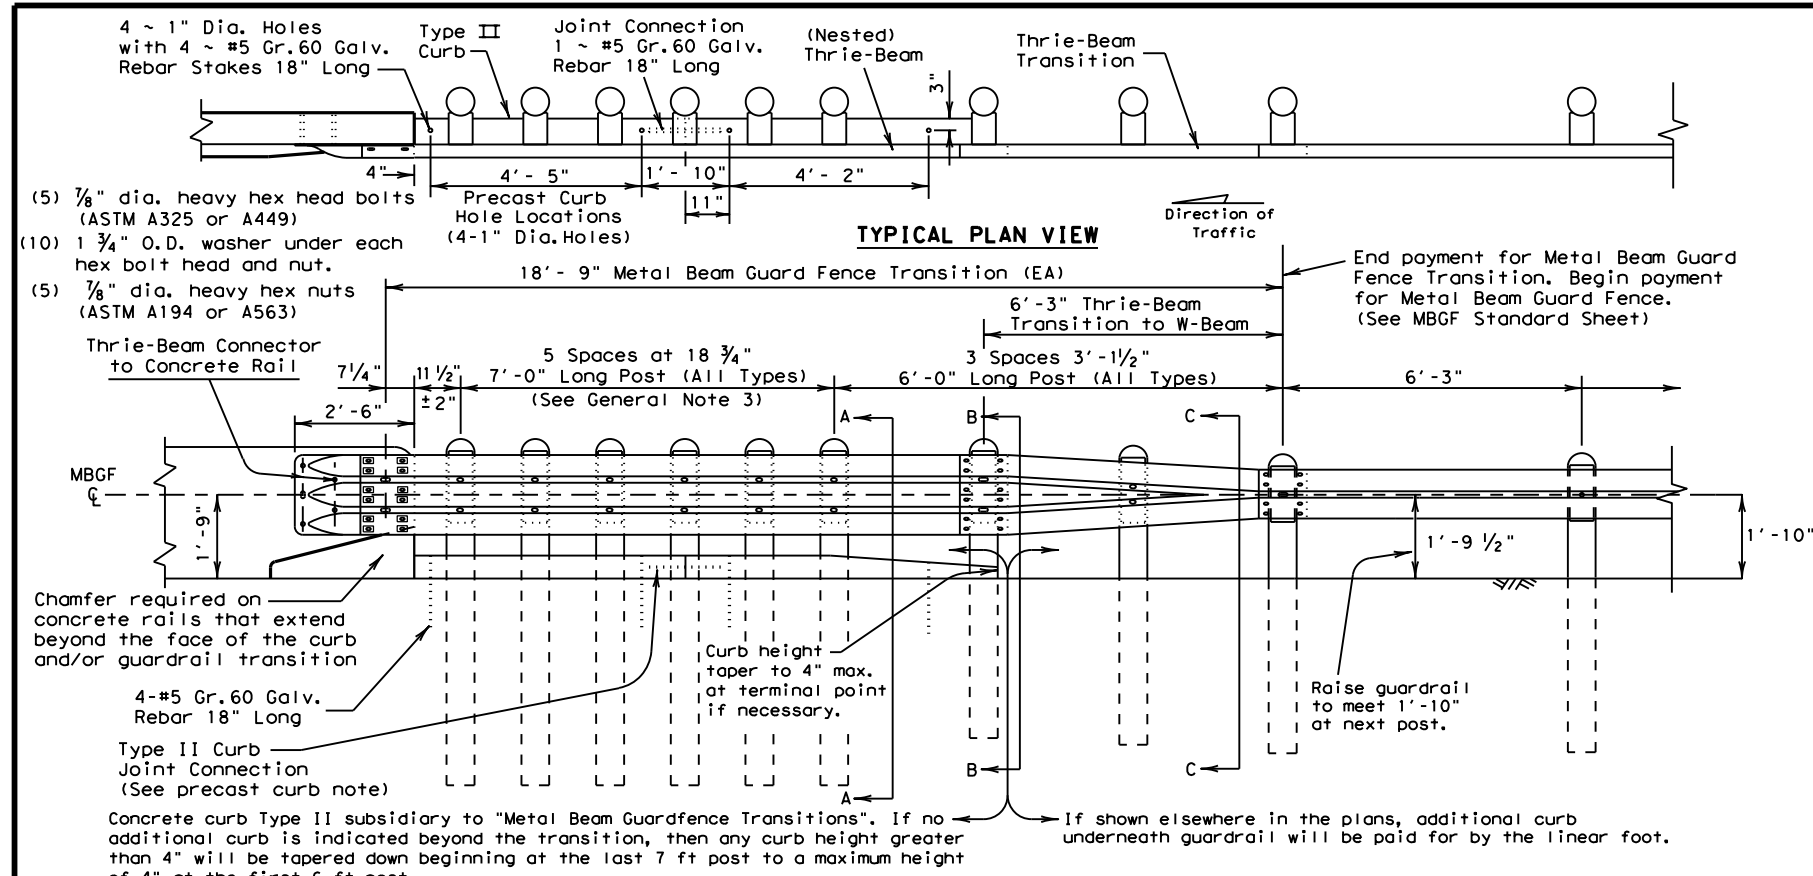 4 ~ 1" Dia. Holes
with 4 ~ #5 Gr.60 Galv.
Rebar Stakes 18" Long
Type II
Curb
Joint Connection
1 ~ #5 Gr.60 Galv.
Rebar 18" Long
(Nested)
Thrie-Beam
Thrie-Beam
Transition
3"
4"
4'- 5"
1'- 10"
4'- 2"
11"
Precast Curb
Hole Locations
(4-1" Dia.Holes)
(5) 7/8" dia. heavy hex head bolts
(ASTM A325 or A449)
(10) 1 3/4" O.D. washer under each
hex bolt head and nut.
(5) 7/8" dia. heavy hex nuts
(ASTM A194 or A563)
TYPICAL PLAN VIEW
Direction of
Traffic
18'- 9" Metal Beam Guard Fence Transition (EA)
End payment for Metal Beam Guard
Fence Transition. Begin payment
for Metal Beam Guard Fence.
(See MBGF Standard Sheet)
6'-3" Thrie-Beam
Transition to W-Beam
Thrie-Beam Connector
to Concrete Rail
7 1/4"
11 1/2"
±2"
5 Spaces at 18 3/4"
7'-0" Long Post (All Types)
(See General Note 3)
3 Spaces 3'-1 1/2"
6'-0" Long Post (All Types)
6'-3"
2'-6"
A
B
C
MBGF
℄
1'-9"
1'-9 1/2"
1'-10"
Chamfer required on
concrete rails that extend
beyond the face of the curb
and/or guardrail transition
4-#5 Gr.60 Galv.
Rebar 18" Long
Type II Curb
Joint Connection
(See precast curb note)
Curb height
taper to 4" max.
at terminal point
if necessary.
Raise guardrail
to meet 1'-10"
at next post.
A
B
C
Concrete curb Type II subsidiary to "Metal Beam Guardfence Transitions". If no
additional curb is indicated beyond the transition, then any curb height greater
than 4" will be tapered down beginning at the last 7 ft post to a maximum height
of 4" at the first 6 ft post
If shown elsewhere in the plans, additional curb
underneath guardrail will be paid for by the linear foot.